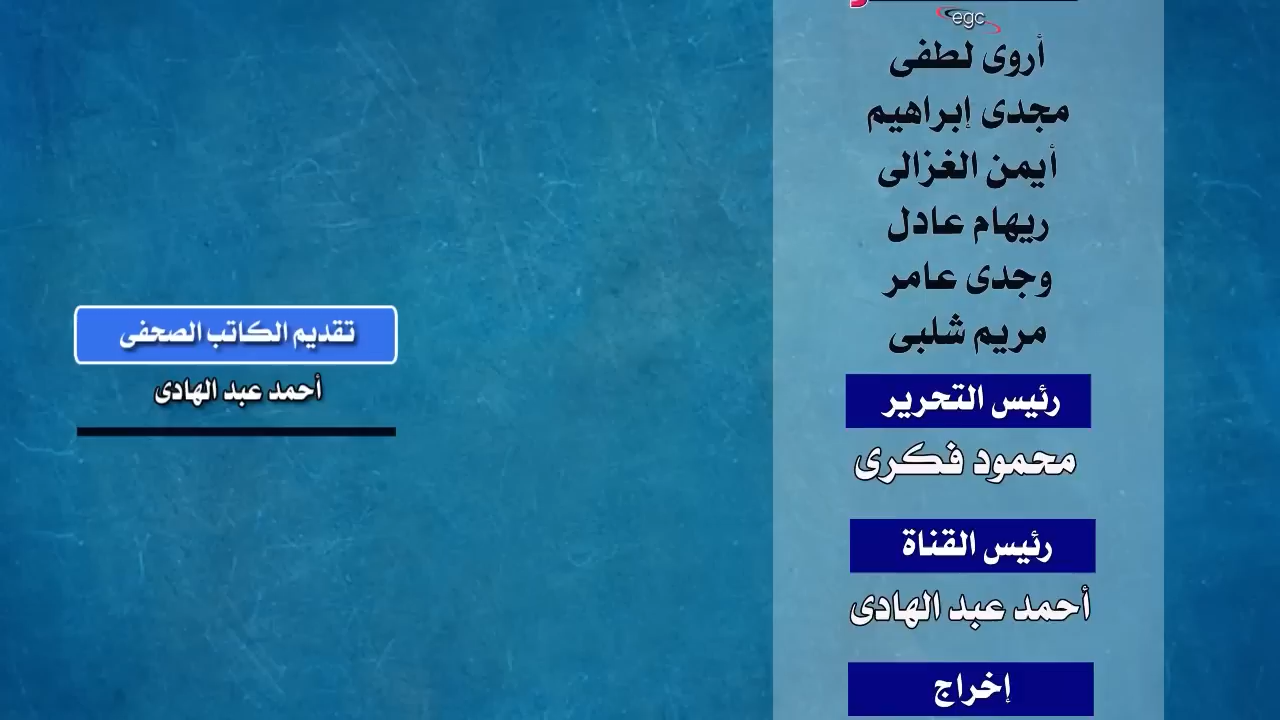 egc
أروى لطفى
مجدى إبراهيم
أيمن الغزالى
ريهام عادل
وجدى عامر
مريم شلبى
رئيس التحرير
محمود فكرى
رئيس القناة
أحمد عبد الهادى
إخراج
تقديم الكاتب الصحفى
أحمد عبد الهادى